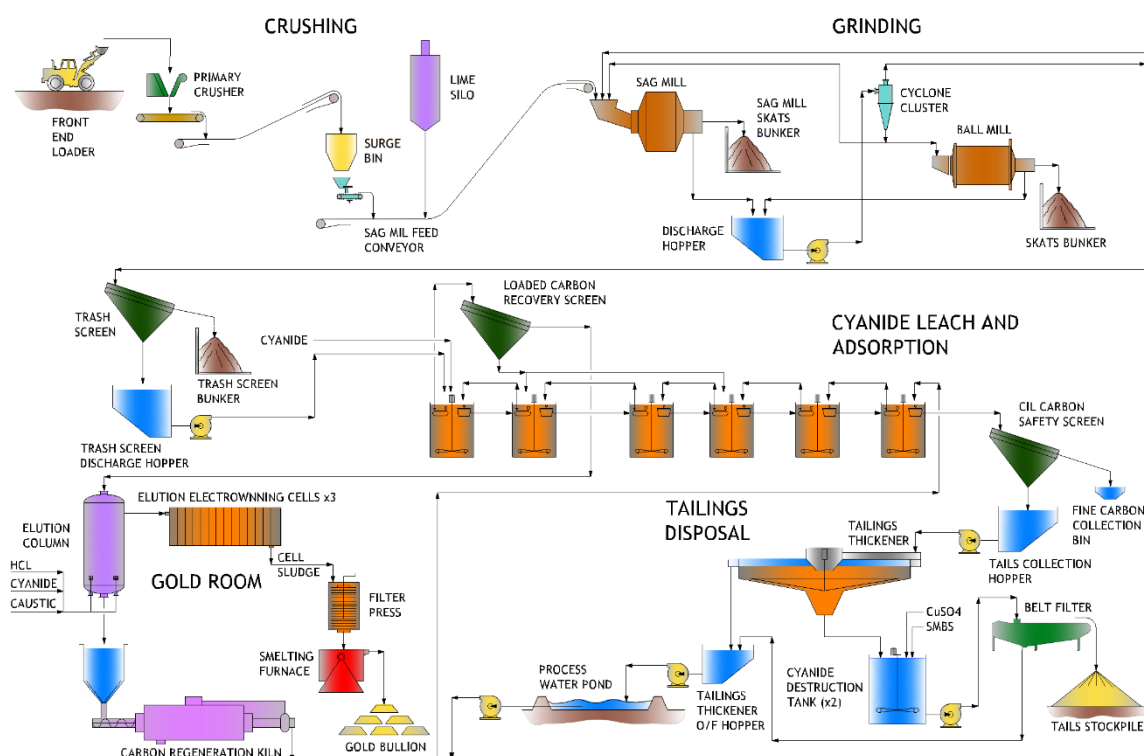 CRUSHING
GRINDING
PRIMARY
CRUSHER
FRONT
END
LOADER
LIME
SILO
SURGE
BIN
SAG MIL FEED
CONVEYOR
SAG MILL
SAG MILL
SKATS
BUNKER
CYCLONE
CLUSTER
BALL MILL
DISCHARGE
HOPPER
SKATS BUNKER
TRASH
SCREEN
TRASH SCREEN
BUNKER
TRASH SCREEN
DISCHARGE HOPPER
LOADED CARBON
RECOVERY SCREEN
CYANIDE
CYANIDE LEACH AND
ADSORPTION
CIL CARBON
SAFETY SCREEN
FINE CARBON
COLLECTION
BIN
TAILS COLLECTION
HOPPER
ELUTION ELECTROWNNING CELLS x3
ELUTION
COLUMN
HCL
CYANIDE
CAUSTIC
GOLD ROOM
CELL
SLUDGE
FILTER
PRESS
SMELTING
FURNACE
GOLD BULLION
CARBON REGENERATION KILN
TAILINGS
DISPOSAL
TAILINGS
THICKENER
CuSO4
SMBS
BELT FILTER
PROCESS
WATER POND
TAILINGS
THICKENER
O/F HOPPER
CYANIDE
DESTRUCTION
TANK (x2)
TAILS STOCKPILE